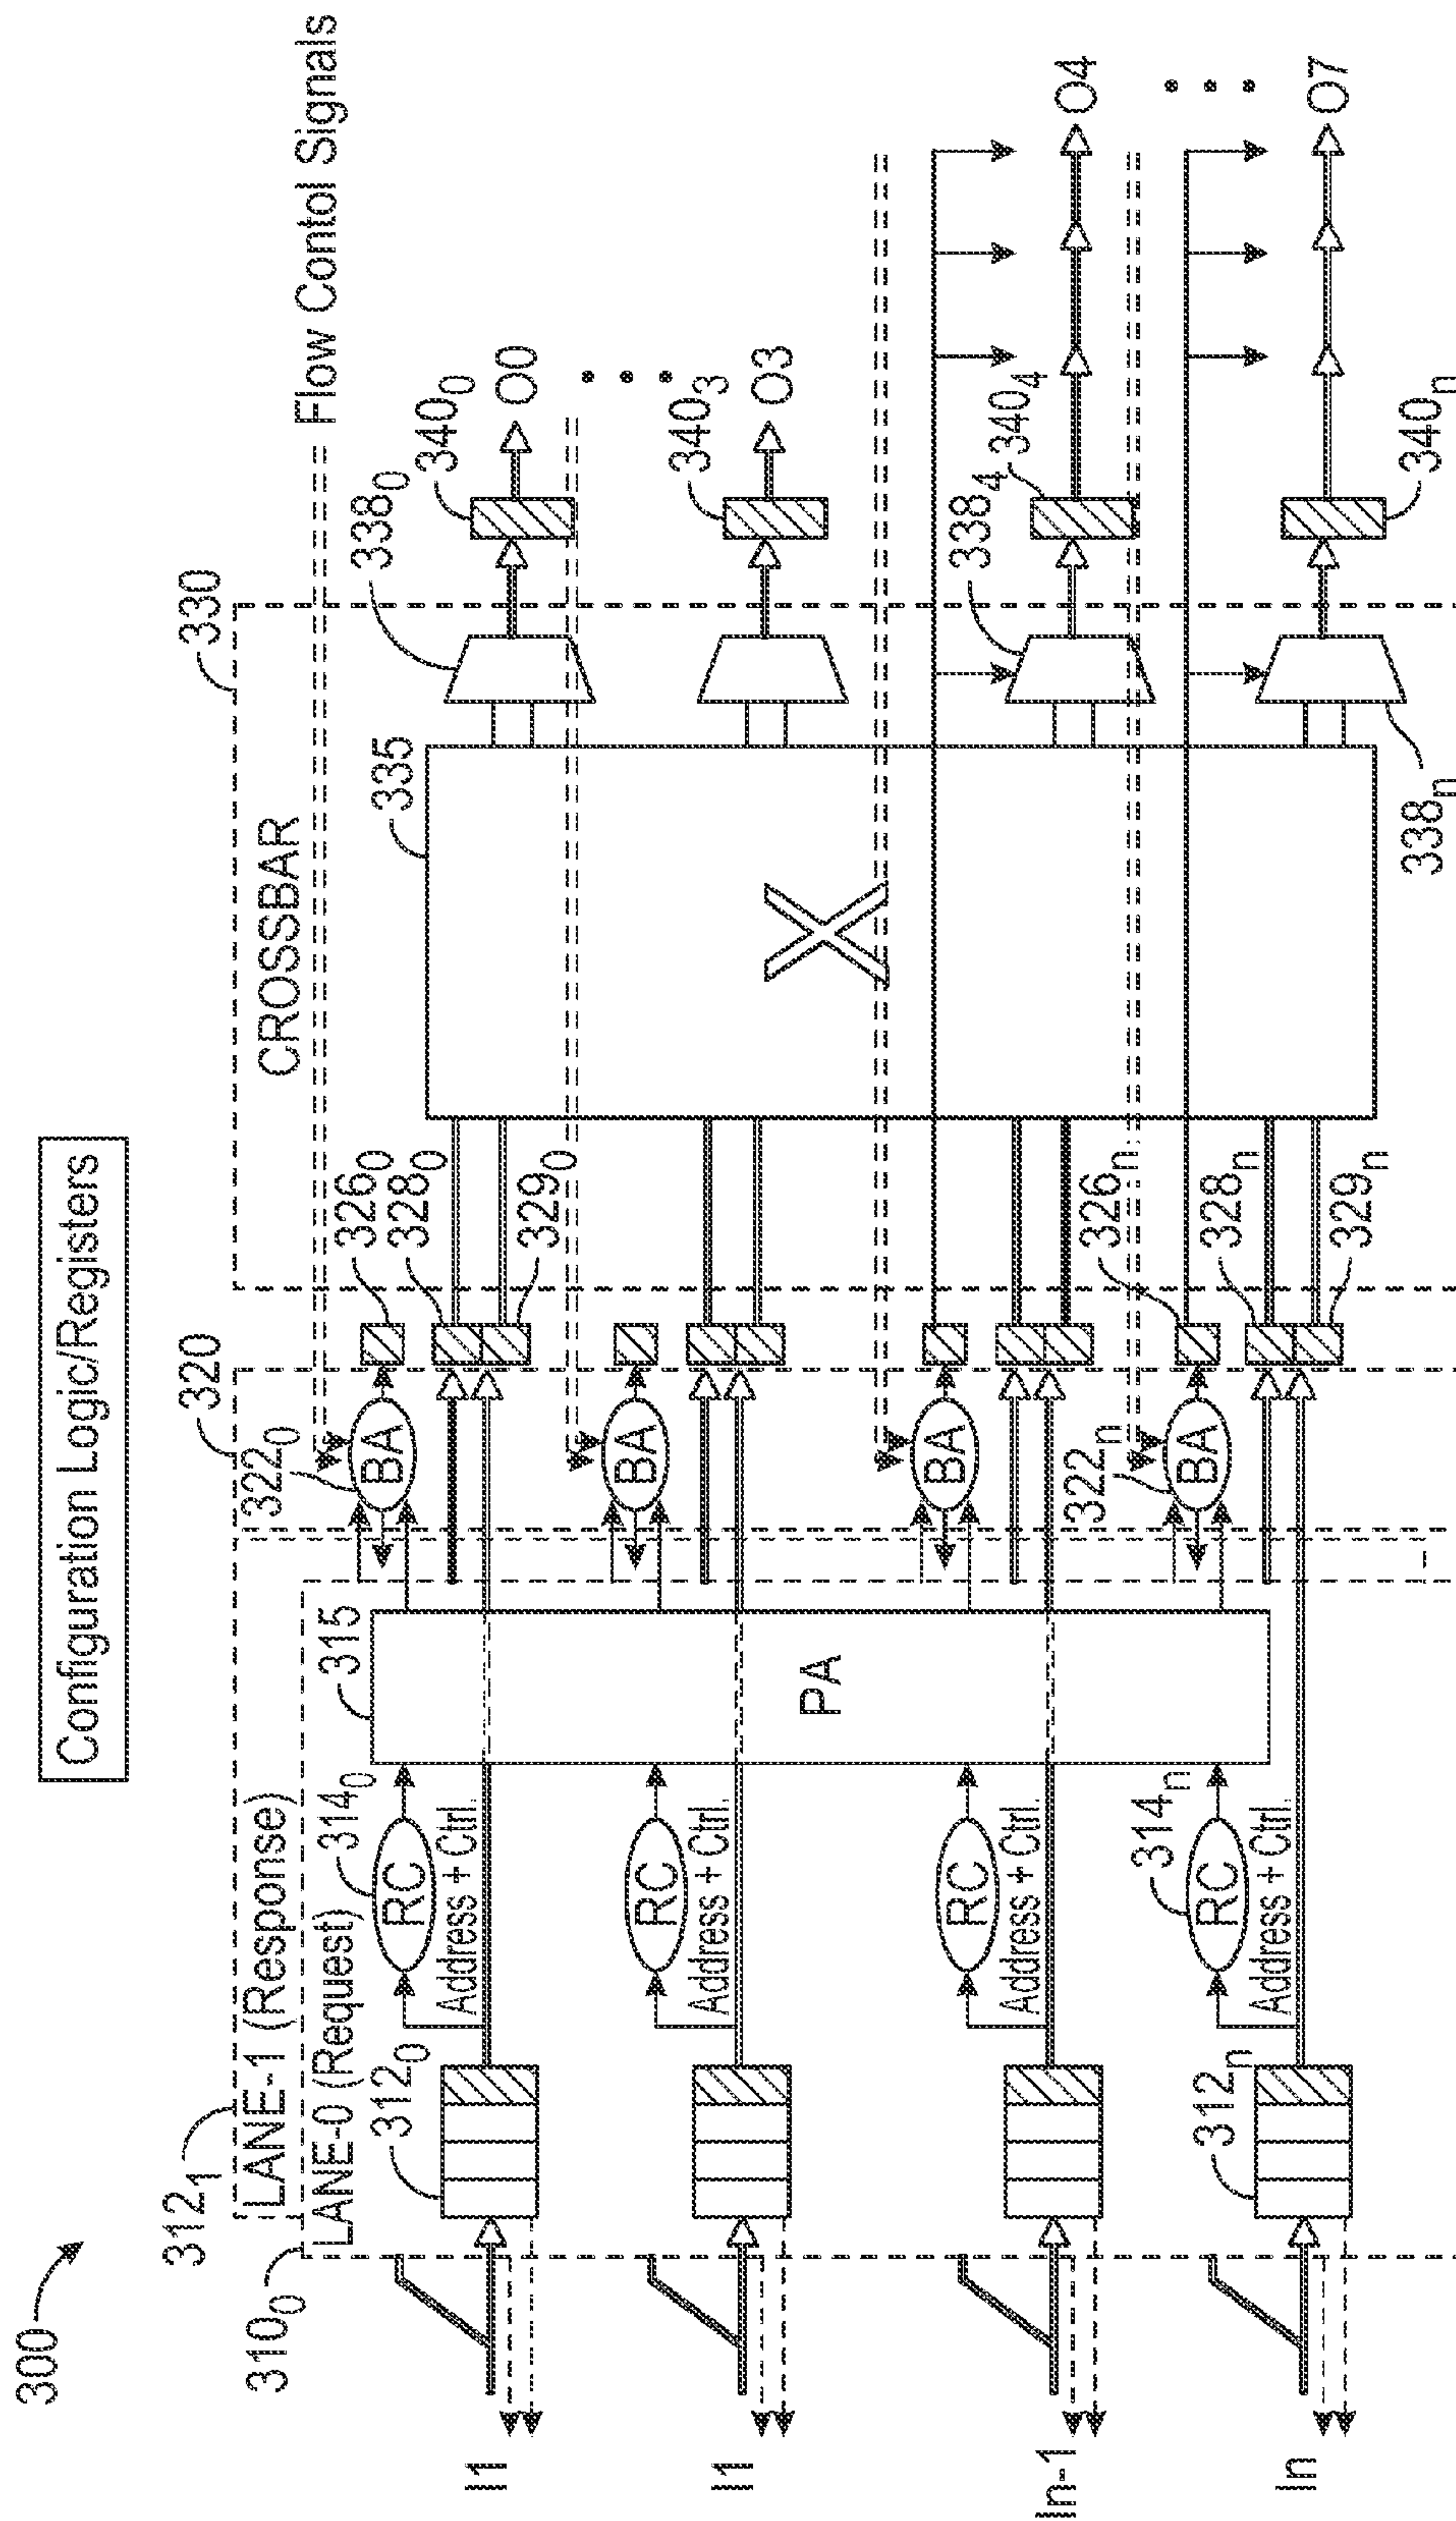 300
Configuration Logic/Registers
312₁
LANE-1 (Response)
310₀
LANE-0 (Request)
320
330
CROSSBAR
Flow Contol Signals
I1
312₀
RC
314₀
Address + Ctrl.
315
PA
322₀
BA
326₀
328₀
329₀
335
X
338₀
340₀
O0
I1
RC
Address + Ctrl.
BA
340₃
O3
In-1
RC
Address + Ctrl.
BA
326ₙ
338₄
340₄
O4
In
312ₙ
RC
314ₙ
Address + Ctrl.
322ₙ
BA
328ₙ
329ₙ
338ₙ
340ₙ
O7